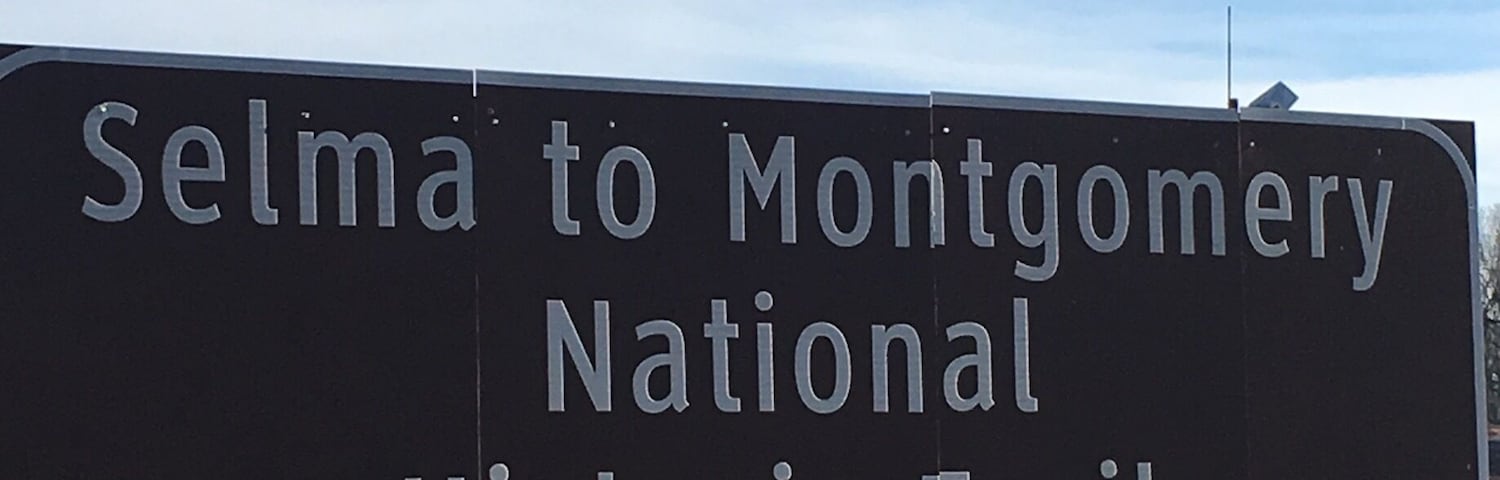 Selma to Montgomery
National